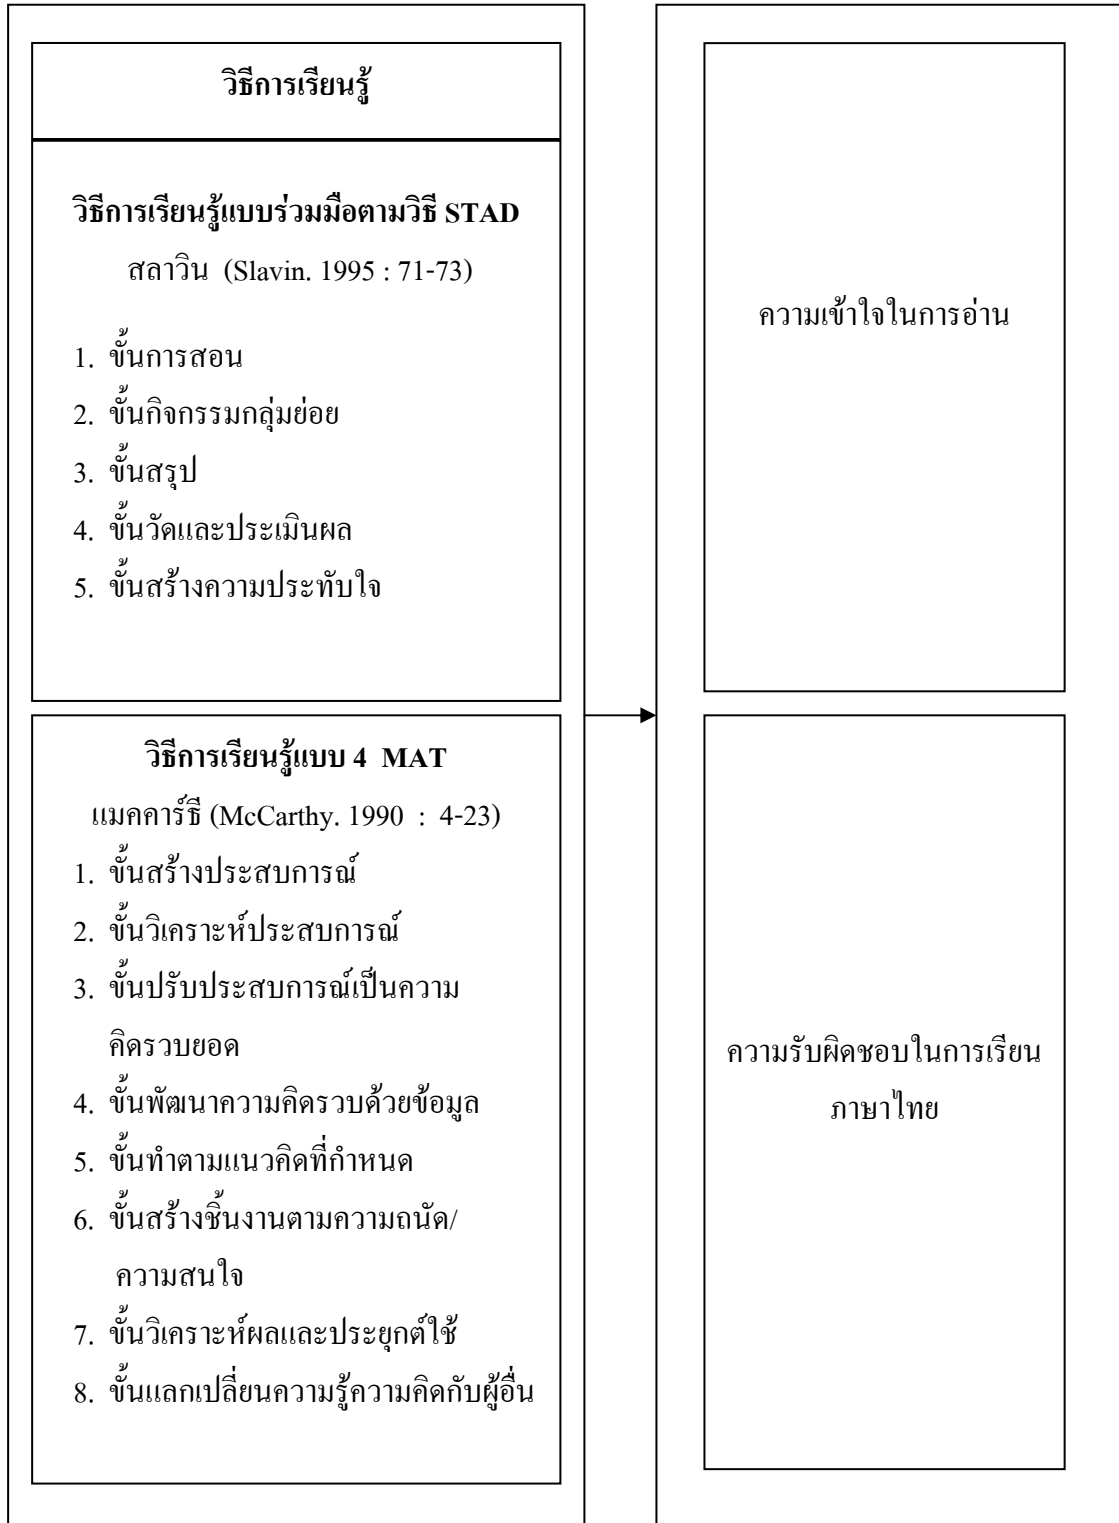 วิธีการเรียนรู้
วิธีการเรียนรู้แบบร่วมมือตามวิธี STAD
สลาวิน (Slavin. 1995 : 71-73)
1. ขั้นการสอน
2. ขั้นกิจกรรมกลุ่มย่อย
3. ขั้นสรุป
4. ขั้นวัดและประเมินผล
5. ขั้นสร้างความประทับใจ
วิธีการเรียนรู้แบบ 4 MAT
แมคคาร์ธี (McCarthy. 1990 : 4-23)
1. ขั้นสร้างประสบการณ์
2. ขั้นวิเคราะห์ประสบการณ์
3. ขั้นปรับประสบการณ์เป็นความ
คิดรวบยอด
4. ขั้นพัฒนาความคิดรวบด้วยข้อมูล
5. ขั้นทำตามแนวคิดที่กำหนด
6. ขั้นสร้างชิ้นงานตามความถนัด/
ความสนใจ
7. ขั้นวิเคราะห์ผลและประยุกต์ใช้
8. ขั้นแลกเปลี่ยนความรู้ความคิดกับผู้อื่น
ความเข้าใจในการอ่าน
ความรับผิดชอบในการเรียน
ภาษาไทย